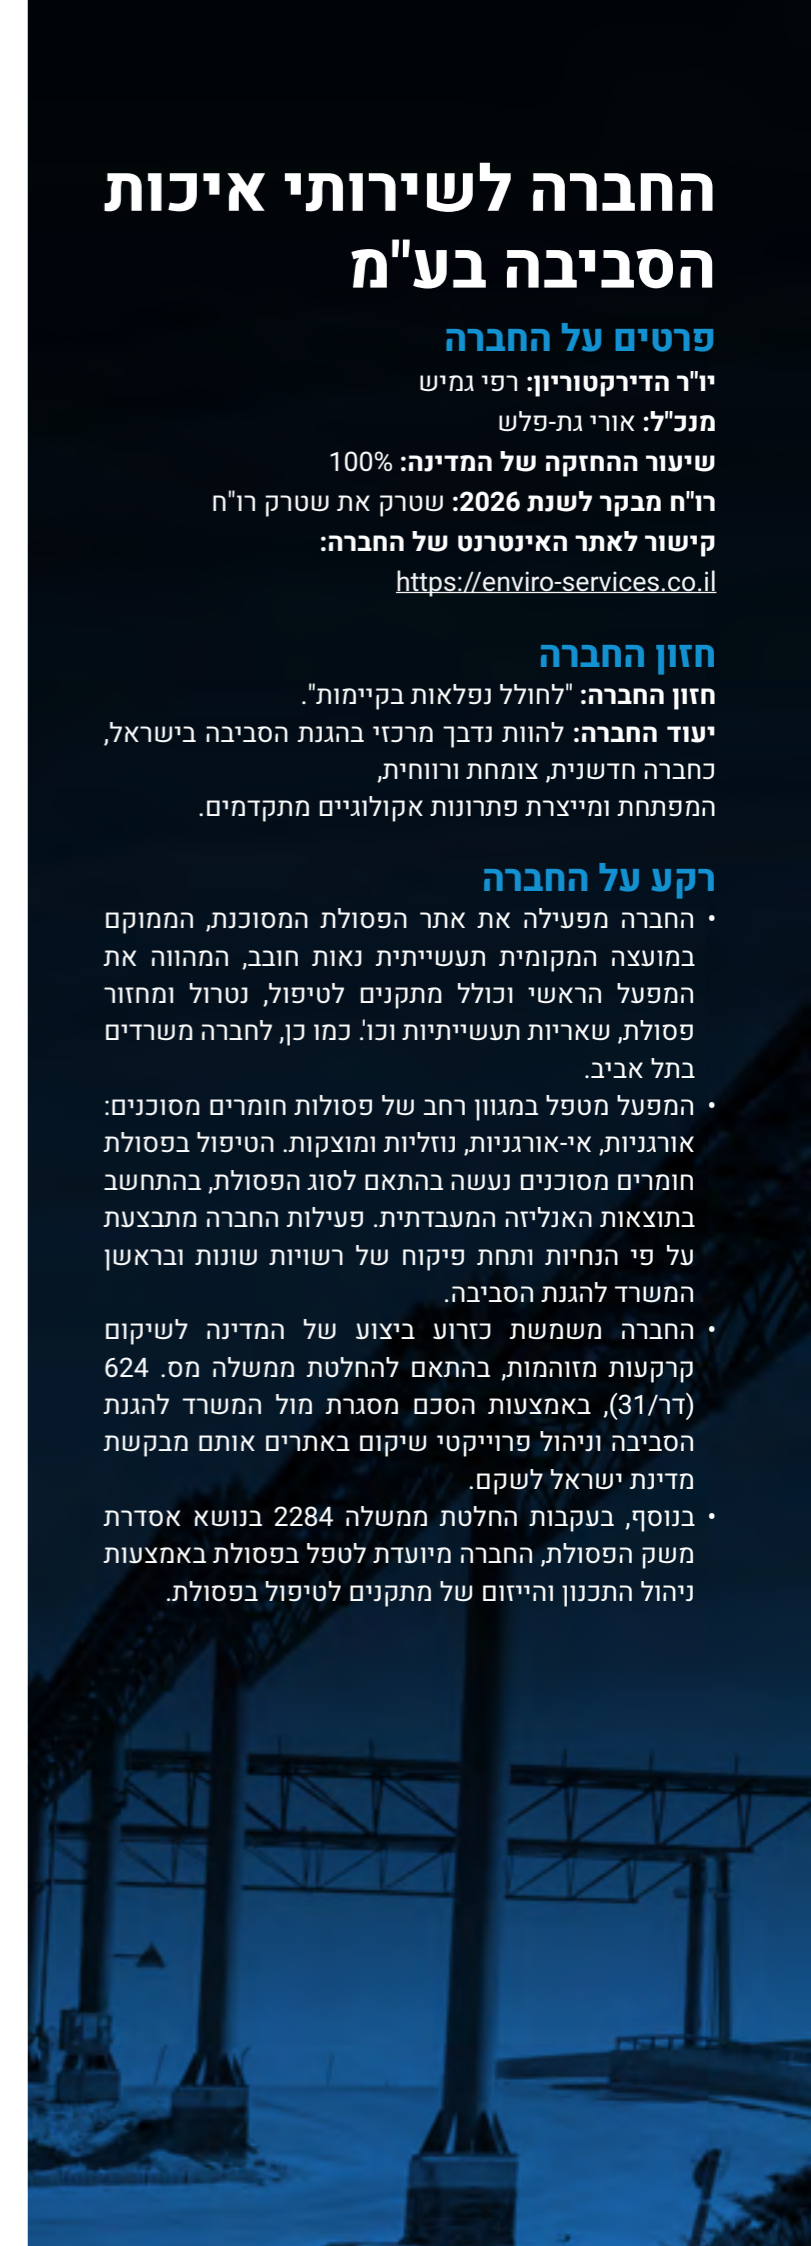 החברה לשירותי איכות
הסביבה בע"מ
פרטים על החברה
יו"ר הדירקטוריון: רפי גמיש
מנכ"ל: אורי גת-פלש
שיעור ההחזקה של המדינה: 100%
רו"ח מבקר לשנת 2026: שטרק את שטרק רו"ח
קישור לאתר האינטרנט של החברה:
https://enviro-services.co.il
חזון החברה
חזון החברה: "לחולל נפלאות בקיימות".
יעוד החברה: להוות נדבך מרכזי בהגנת הסביבה בישראל,
כחברה חדשנית, צומחת ורווחית,
המפתחת ומייצרת פתרונות אקולוגיים מתקדמים.
רקע על החברה
• החברה מפעילה את אתר הפסולת המסוכנת, הממוקם
במועצה המקומית תעשייתית נאות חובב, המהווה את
המפעל הראשי וכולל מתקנים לטיפול, נטרול ומחזור
פסולת, שאריות תעשייתיות וכו'. כמו כן, לחברה משרדים
בתל אביב.
• המפעל מטפל במגוון רחב של פסולות חומרים מסוכנים:
אורגניות, אי-אורגניות, נוזליות ומוצקות. הטיפול בפסולת
חומרים מסוכנים נעשה בהתאם לסוג הפסולת, בהתחשב
בתוצאות האנליזה המעבדתית. פעילות החברה מתבצעת
על פי הנחיות ותחת פיקוח של רשויות שונות ובראשן
המשרד להגנת הסביבה.
• החברה משמשת כזרוע ביצוע של המדינה לשיקום
קרקעות מזוהמות, בהתאם להחלטת ממשלה מס. 624
(דר/31), באמצעות הסכם מסגרת מול המשרד להגנת
הסביבה וניהול פרוייקטי שיקום באתרים אותם מבקשת
מדינת ישראל לשקם.
• בנוסף, בעקבות החלטת ממשלה 2284 בנושא אסדרת
משק הפסולת, החברה מיועדת לטפל בפסולת באמצעות
ניהול התכנון והייזום של מתקנים לטיפול בפסולת.